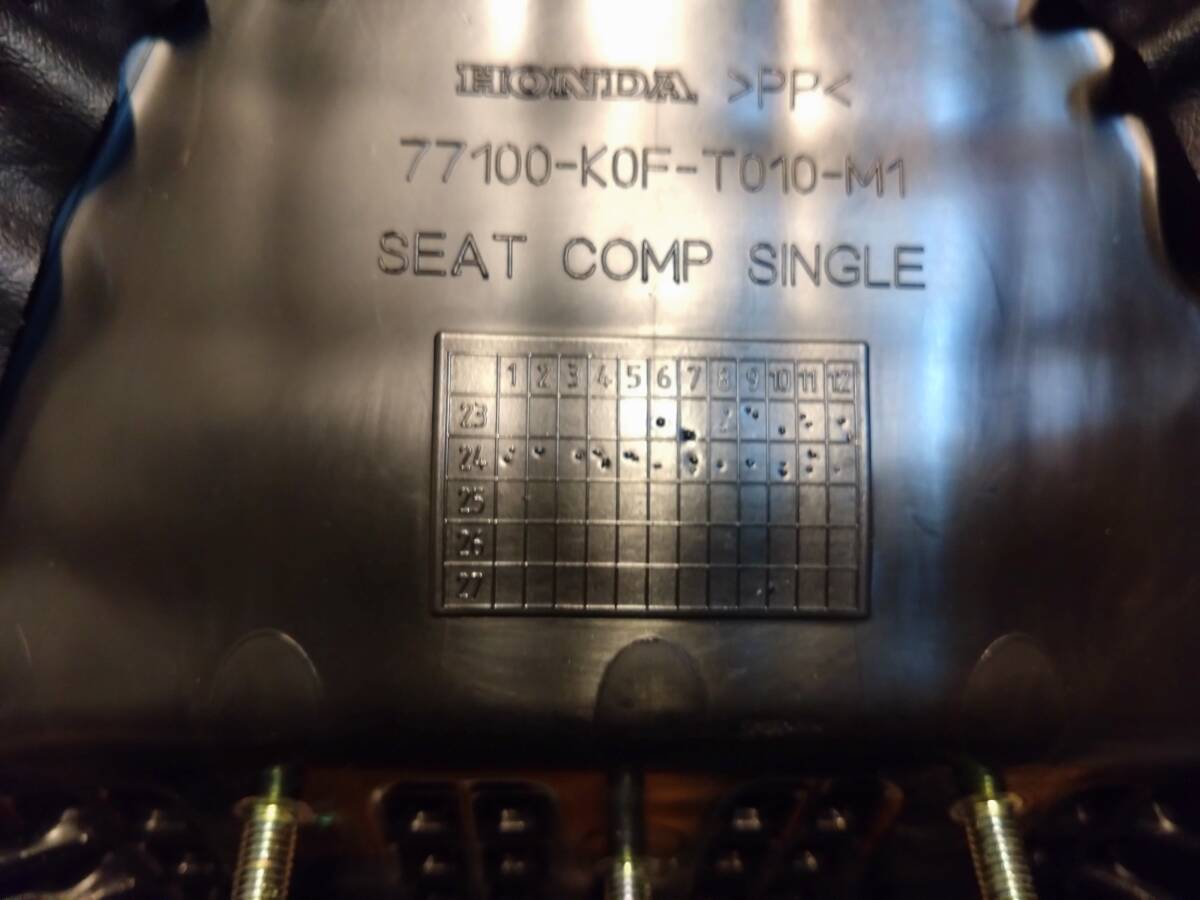 HONDA >PP<
77100-K0F-T010-M1
SEAT COMP SINGLE
1 2 3 4 5 6 7 8 9 10 11 12
23
24
25
26
27